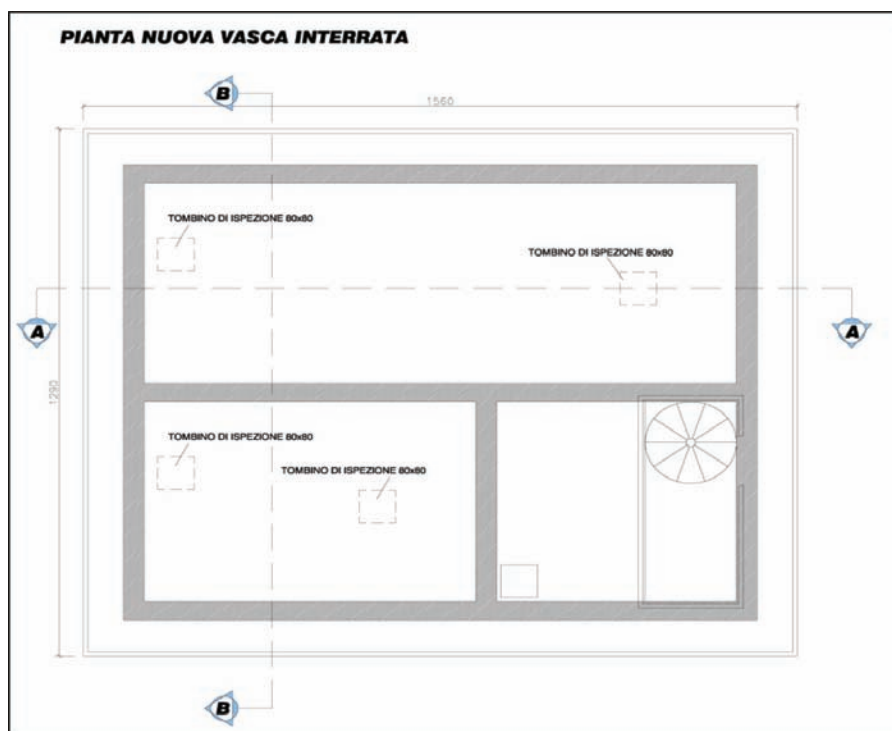 PIANTA NUOVA VASCA INTERRATA
B
1560
TOMBINO DI ISPEZIONE 80x80
TOMBINO DI ISPEZIONE 80x80
A
A
1290
TOMBINO DI ISPEZIONE 80x80
TOMBINO DI ISPEZIONE 80x80
B